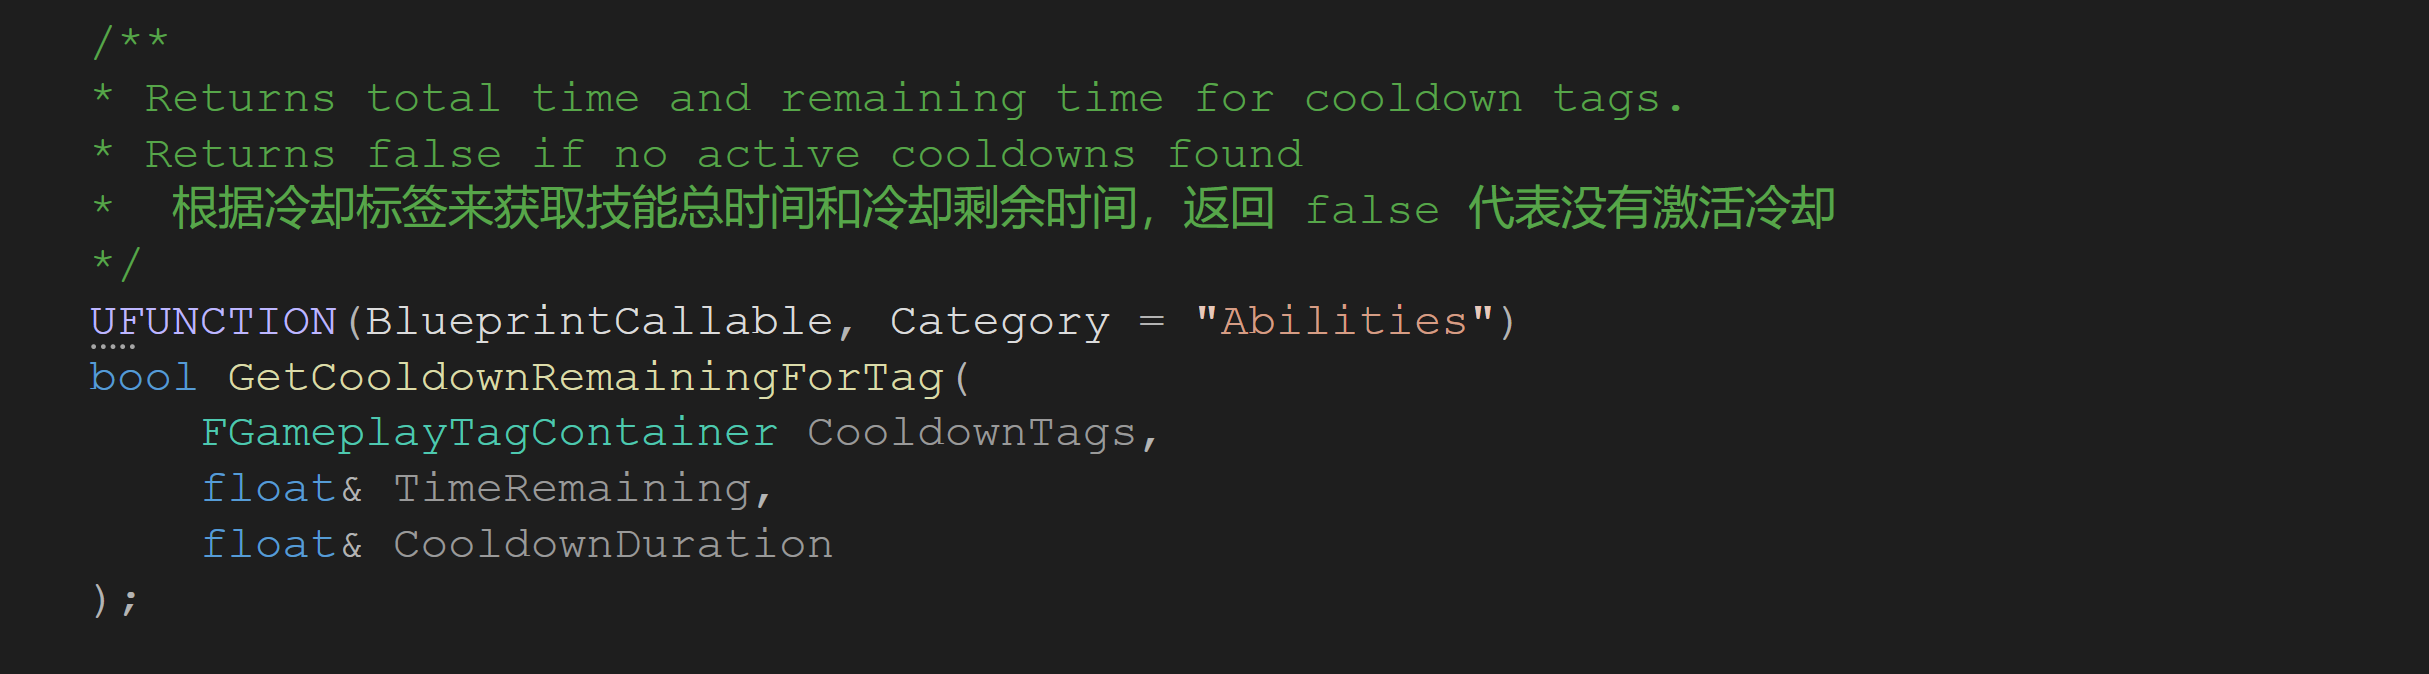 /**
* Returns total time and remaining time for cooldown tags.
* Returns false if no active cooldowns found
*  根据冷却标签来获取技能总时间和冷却剩余时间，返回 false 代表没有激活冷却
*/
UFUNCTION(BlueprintCallable, Category = "Abilities")
bool GetCooldownRemainingForTag(
    FGameplayTagContainer CooldownTags,
    float& TimeRemaining,
    float& CooldownDuration
);